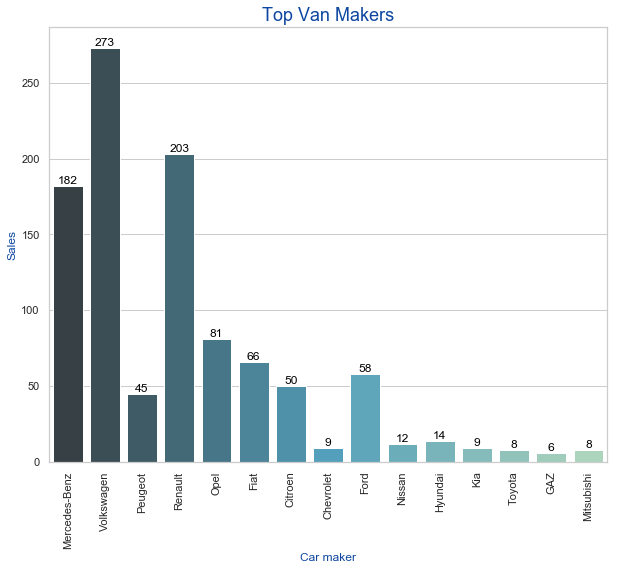 Top Van Makers
Sales
250
200
150
100
50
0
182
273
45
203
81
66
50
9
58
12
14
9
8
6
8
Mercedes-Benz
Volkswagen
Peugeot
Renault
Opel
Fiat
Citroen
Chevrolet
Ford
Nissan
Hyundai
Kia
Toyota
GAZ
Mitsubishi
Car maker